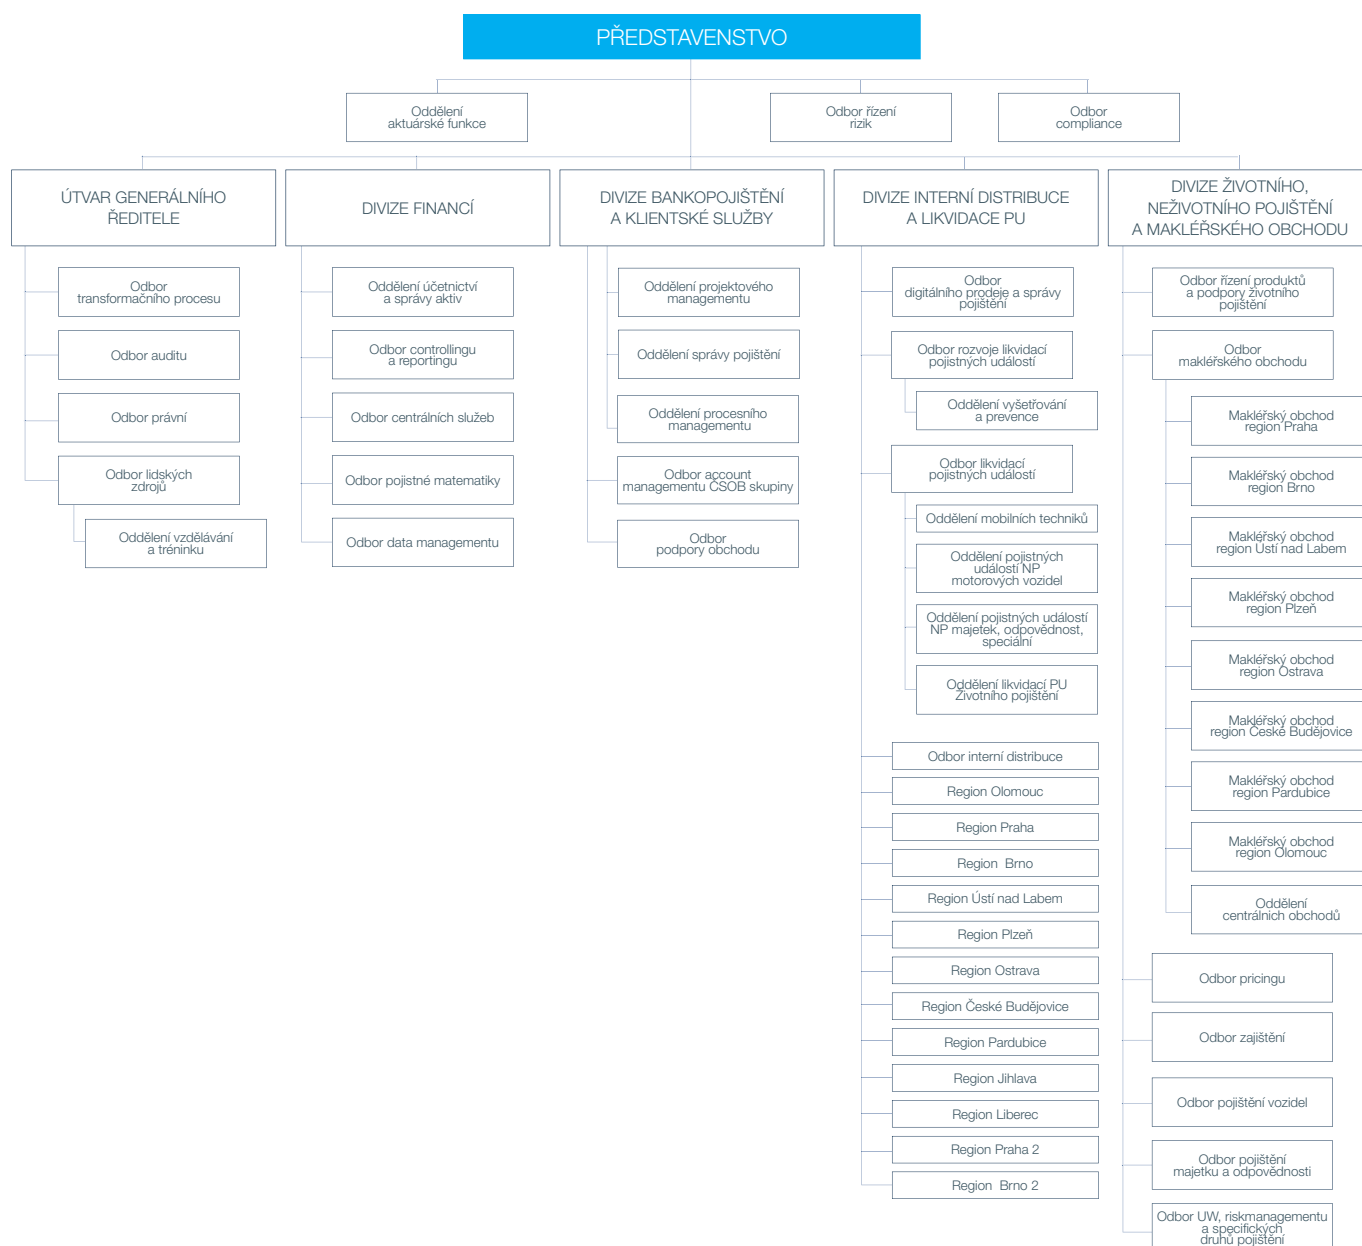 PŘEDSTAVENSTVO
Oddělení
aktuárské funkce
Odbor řízení
rizik
Odbor
compliance
ÚTVAR GENERÁLNÍHO
ŘEDITELE
DIVIZE FINANCÍ
DIVIZE BANKOPOJIŠTĚNÍ
A KLIENTSKÉ SLUŽBY
DIVIZE INTERNÍ DISTRIBUCE
A LIKVIDACE PU
DIVIZE ŽIVOTNÍHO,
NEŽIVOTNÍHO POJIŠTĚNÍ
A MAKLÉŘSKÉHO OBCHODU
Odbor
transformačního procesu
Odbor auditu
Odbor právní
Odbor lidských
zdrojů
Oddělení vzdělávání
a tréninku
Oddělení účetnictví
a správy aktiv
Odbor controllingu
a reportingu
Odbor centrálních služeb
Odbor pojistné matematiky
Odbor data managementu
Oddělení projektového
managementu
Oddělení správy pojištění
Oddělení procesního
managementu
Odbor account
managementu ČSOB skupiny
Odbor
podpory obchodu
Odbor
digitálního prodeje a správy
pojištění
Odbor rozvoje likvidací
pojistných událostí
Oddělení vyšetřování
a prevence
Odbor likvidací
pojistných událostí
Oddělení mobilních techniků
Oddělení pojistných
událostí NP
motorových vozidel
Oddělení pojistných událostí
NP majetek, odpovědnost,
speciální
Oddělení likvidací PU
Životního pojištění
Odbor interní distribuce
Region Olomouc
Region Praha
Region Brno
Region Ústí nad Labem
Region Plzeň
Region Ostrava
Region České Budějovice
Region Pardubice
Region Jihlava
Region Liberec
Region Praha 2
Region Brno 2
Odbor řízení produktů
a podpory životního
pojištění
Odbor
makléřského obchodu
Makléřský obchod
region Praha
Makléřský obchod
region Brno
Makléřský obchod
region Ústí nad Labem
Makléřský obchod
region Plzeň
Makléřský obchod
region Ostrava
Makléřský obchod
region České Budějovice
Makléřský obchod
region Pardubice
Makléřský obchod
region Olomouc
Oddělení
centrálních obchodů
Odbor pricingu
Odbor zajištění
Odbor pojištění vozidel
Odbor pojištění
majetku a odpovědnosti
Odbor UW, riskmanagementu
a specifických
druhů pojištění